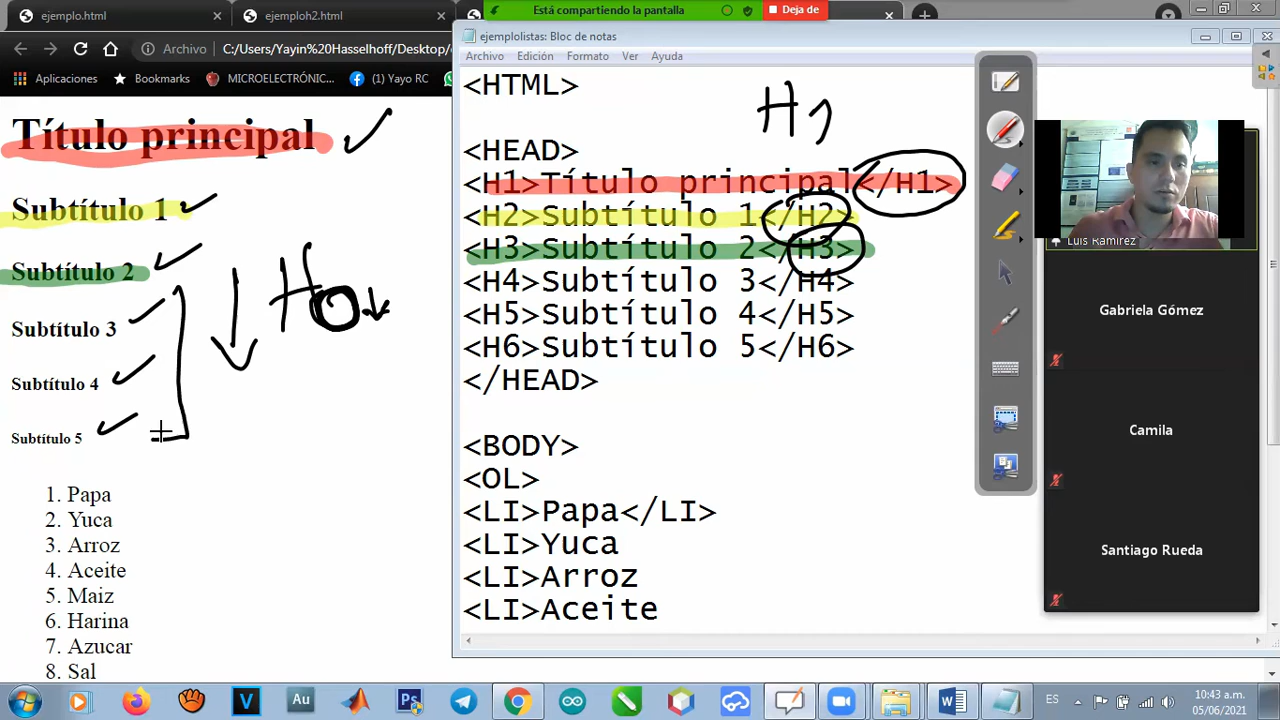 ejemplo.html
ejemploh2.html
Está compartiendo la pantalla
Deja de
Archivo
C:/Users/Yayin%20Hasselhoff/Desktop/
Aplicaciones
Bookmarks
MICROELECTRÓNIC...
(1) Yayo RC
Título principal
Subtítulo 1
Subtítulo 2
Subtítulo 3
Subtítulo 4
Subtítulo 5
H
1. Papa
2. Yuca
3. Arroz
4. Aceite
5. Maiz
6. Harina
7. Azucar
8. Sal
ejemplolistas: Bloc de notas
Archivo Edición Formato Ver Ayuda
<HTML>
H1
<HEAD>
<H1>Título principal</H1>
<H2>Subtítulo 1</H2>
<H3>Subtítulo 2</H3>
<H4>Subtítulo 3</H4>
<H5>Subtítulo 4</H5>
<H6>Subtítulo 5</H6>
</HEAD>
<BODY>
<OL>
<LI>Papa</LI>
<LI>Yuca
<LI>Arroz
<LI>Aceite
Luis Ramírez
Gabriela Gómez
Camila
Santiago Rueda
V
Au
Ps
W
ES
10:43 a.m.
05/06/2021